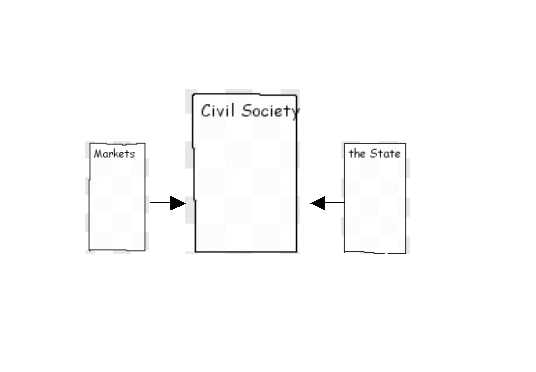 Civil Society
Markets
the State